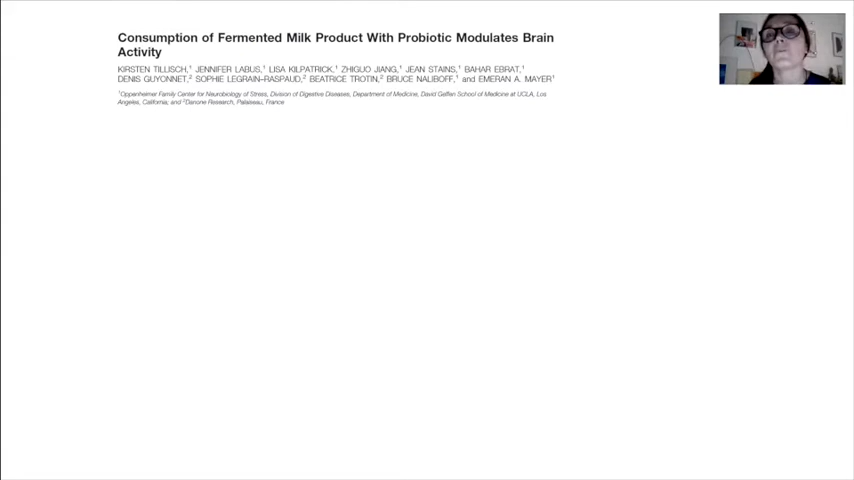 Consumption of Fermented Milk Product With Probiotic Modulates Brain
Activity
KIRSTEN TILLISCH,¹ JENNIFER LABUS,¹ LISA KILPATRICK,¹ ZHIGUO JIANG,¹ JEAN STAINS,¹ BAHAR EBRAT,¹
DENIS GUYONNET,² SOPHIE LEGRAIN–RASPAUD,² BEATRICE TROTIN,² BRUCE NALIBOFF,¹ and EMERAN A. MAYER¹
¹Oppenheimer Family Center for Neurobiology of Stress, Division of Digestive Diseases, Department of Medicine, David Geffen School of Medicine at UCLA, Los
Angeles, California; and ²Danone Research, Palaiseau, France